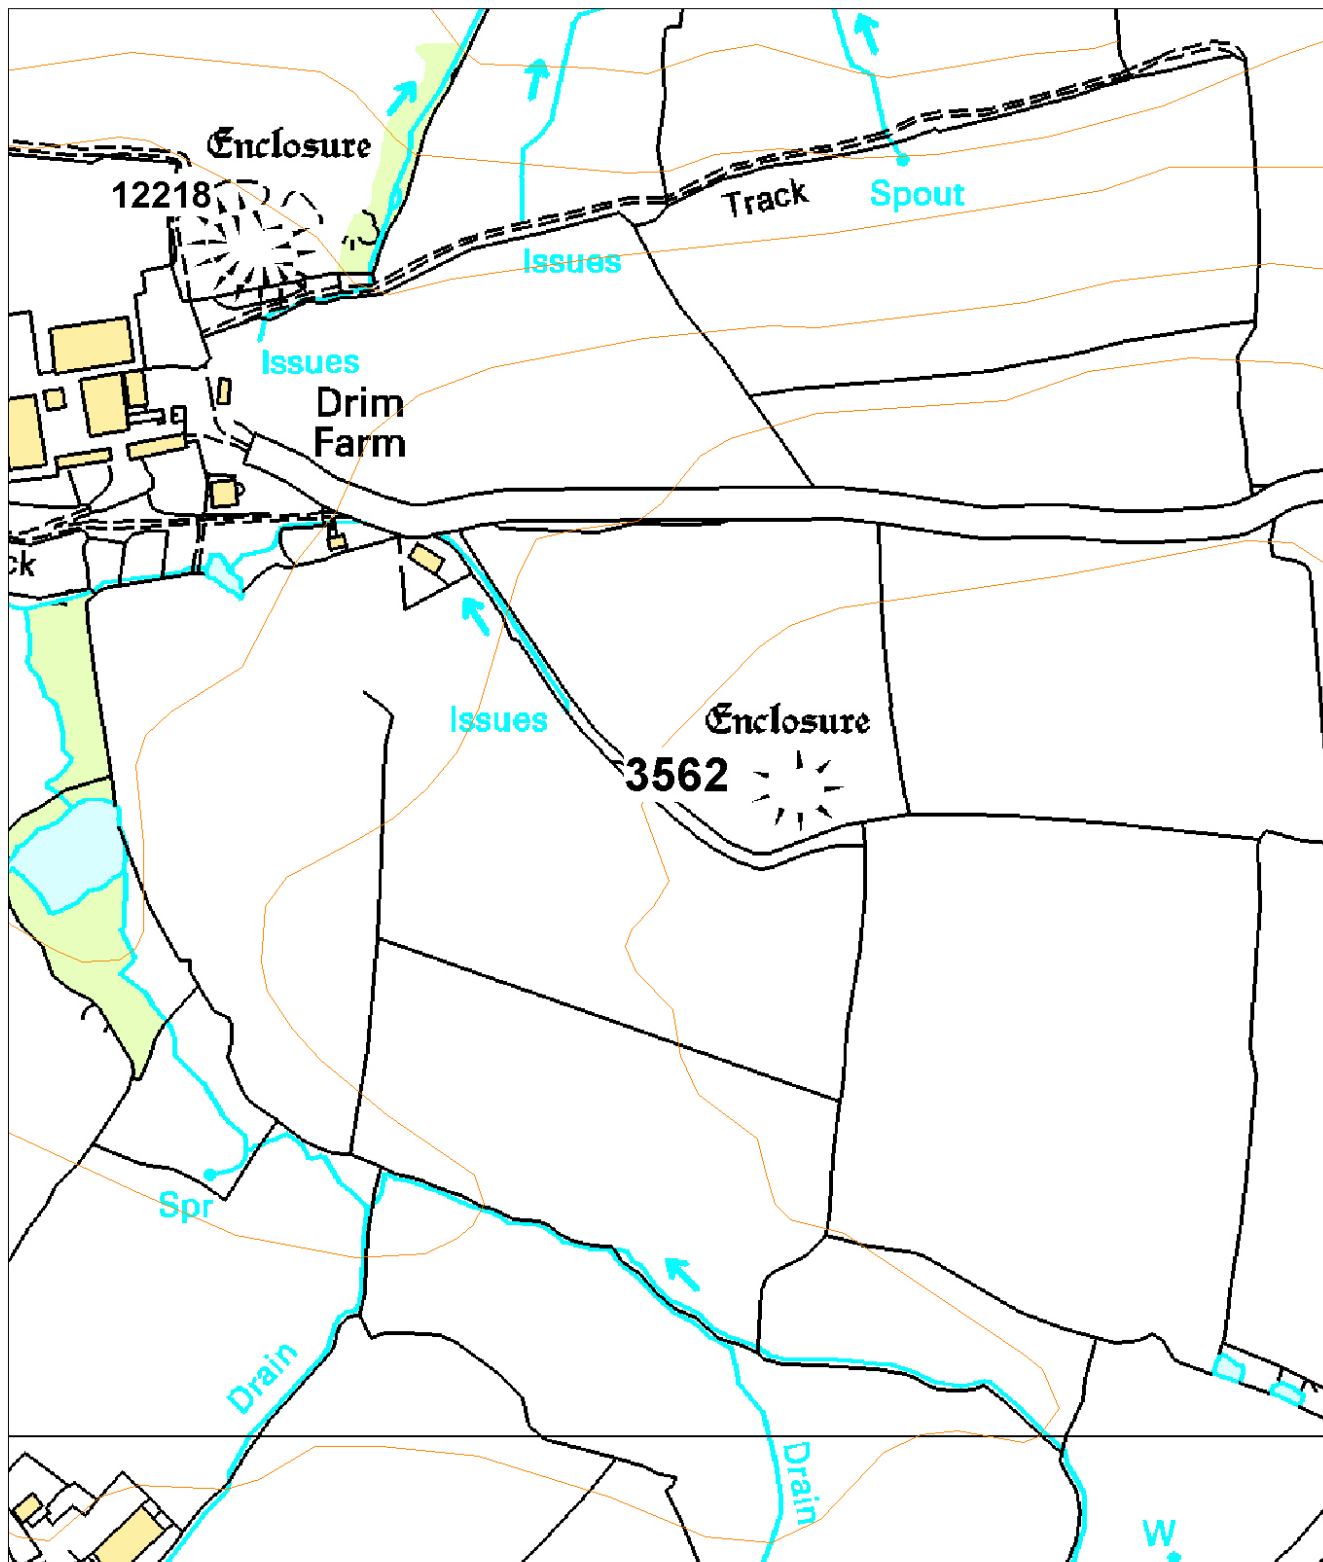 Enclosure
12218
Track
Spout
Issues
Issues
Drim
Farm
ck
Issues
Enclosure
3562
Spr
Drain
Drain
W